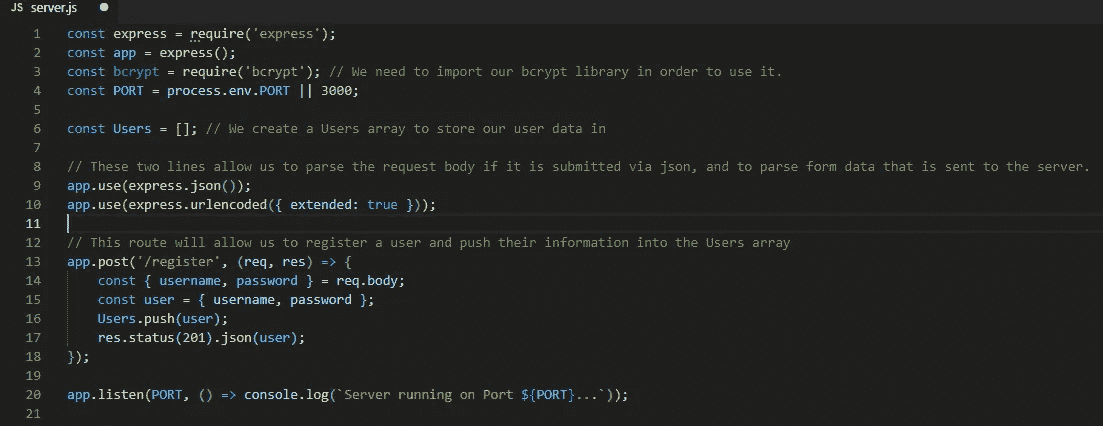 JS server.js
1 const express = require('express');
2 const app = express();
3 const bcrypt = require('bcrypt'); // We need to import our bcrypt library in order to use it.
4 const PORT = process.env.PORT || 3000;
5
6 const Users = []; // We create a Users array to store our user data in
7
8 // These two lines allow us to parse the request body if it is submitted via json, and to parse form data that is sent to the server.
9 app.use(express.json());
10 app.use(express.urlencoded({ extended: true }));
11
12 // This route will allow us to register a user and push their information into the Users array
13 app.post('/register', (req, res) => {
14     const { username, password } = req.body;
15     const user = { username, password };
16     Users.push(user);
17     res.status(201).json(user);
18 });
19
20 app.listen(PORT, () => console.log(`Server running on Port ${PORT}...`));
21